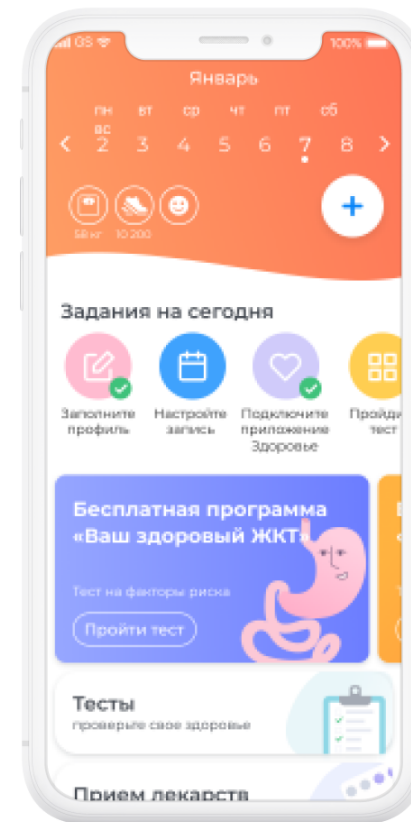 100%
Январь
пн вт ср чт пт сб
вс
2 3 4 5 6 7 8
58 кг 10 200
Задания на сегодня
Заполните профиль
Настройте запись
Подключите приложение Здоровье
Пройди тест
Бесплатная программа
«Ваш здоровый ЖКТ»
Тест на факторы риска
Пройти тест
Тесты
проверьте свое здоровье
Прием лекарств